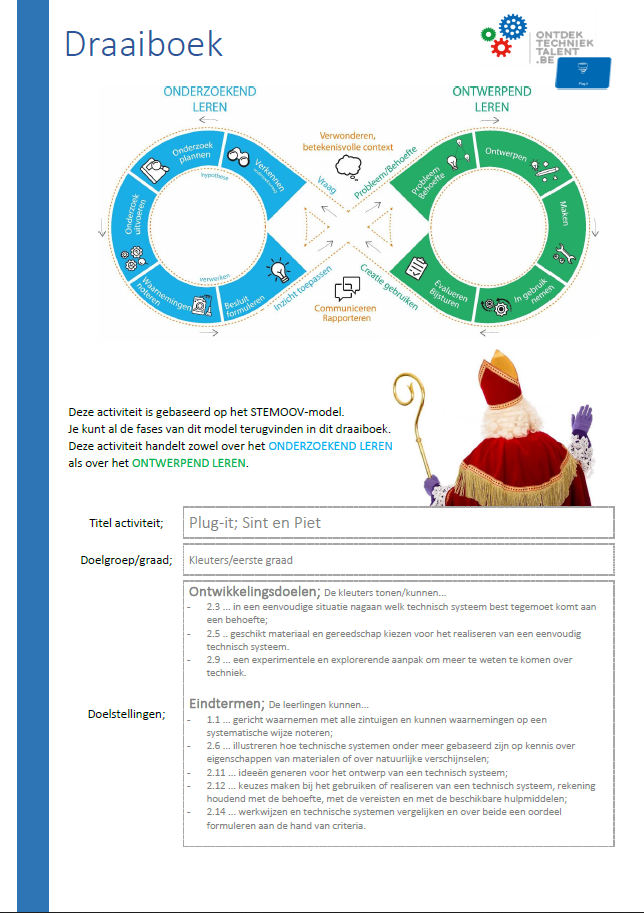 Draaiboek
ONTDEK
TECHNIEK
TALENT
.BE
Plug-it
ONDERZOEKEND
LEREN
ONTWERPEND
LEREN
Verwonderen,
betekenisvolle context
Vraag
Probleem/Behoefte
Onderzoek
plannen
Verkennen
hypothese
Onderzoek
uitvoeren
Waarnemingen
noteren
verwerken
Besluit
formuleren
Inzicht toepassen
Creatie gebruiken
Communiceren
Rapporteren
Probleem
Behoefte
Ontwerpen
Maken
In gebruik
nemen
Evalueren
Bijsturen
Deze activiteit is gebaseerd op het STEMOOV-model.
Je kunt al de fases van dit model terugvinden in dit draaiboek.
Deze activiteit handelt zowel over het ONDERZOEKEND LEREN
als over het ONTWERPEND LEREN.
Titel activiteit; Plug-it; Sint en Piet
Doelgroep/graad; Kleuters/eerste graad
Doelstellingen;
Ontwikkelingsdoelen; De kleuters tonen/kunnen...
- 2.3 ... in een eenvoudige situatie nagaan welk technisch systeem best tegemoet komt aan
een behoefte;
- 2.5 .. geschikt materiaal en gereedschap kiezen voor het realiseren van een eenvoudig
technisch systeem.
- 2.9 ... een experimentele en explorerende aanpak om meer te weten te komen over
techniek.
Eindtermen; De leerlingen kunnen...
- 1.1 ... gericht waarnemen met alle zintuigen en kunnen waarnemingen op een
systematische wijze noteren;
- 2.6 ... illustreren hoe technische systemen onder meer gebaseerd zijn op kennis over
eigenschappen van materialen of over natuurlijke verschijnselen;
- 2.11 ... ideeën generen voor het ontwerp van een technisch systeem;
- 2.12 ... keuzes maken bij het gebruiken of realiseren van een technisch systeem, rekening
houdend met de behoefte, met de vereisten en met de beschikbare hulpmiddelen;
- 2.14 ... werkwijzen en technische systemen vergelijken en over beide een oordeel
formuleren aan de hand van criteria.